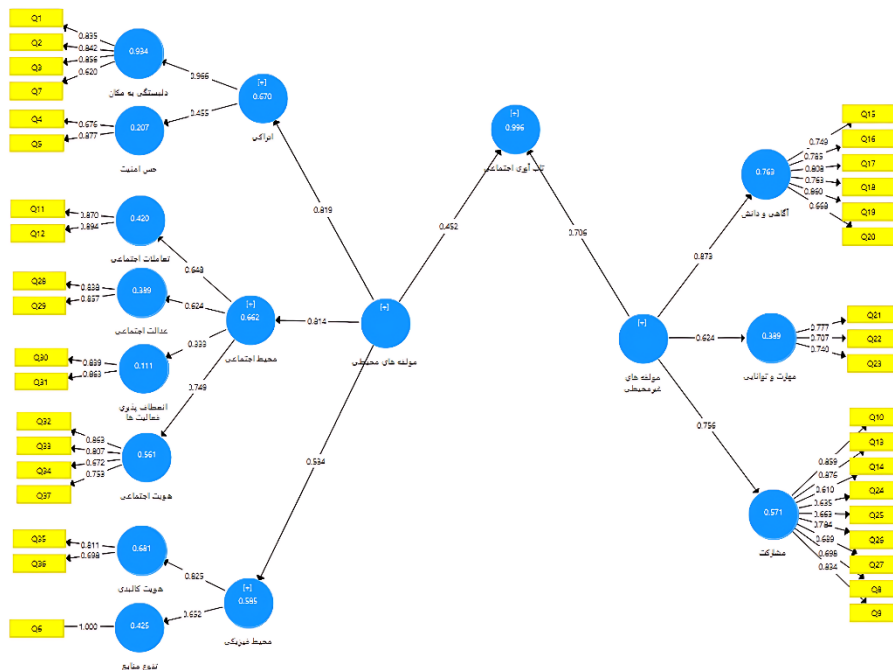 Q1
Q2
Q3
Q7
0.835
0.842
0.856
0.620
0.934
دلبستگی به مکان
0.966
Q4
Q5
0.676
0.877
0.207
حس امنیت
0.455
[+]
0.670
ادراکی
0.819
Q11
Q12
0.870
0.894
0.420
تعاملات اجتماعی
0.648
Q28
Q29
0.838
0.857
0.389
عدالت اجتماعی
0.624
Q30
Q31
0.839
0.863
0.111
انعطاف پذیری
فعالیت ها
0.333
Q32
Q33
Q34
Q37
0.863
0.807
0.672
0.753
0.561
هویت اجتماعی
0.749
[+]
0.662
محیط اجتماعی
0.814
Q35
Q36
0.811
0.698
0.681
هویت کالبدی
0.825
Q6
1.000
0.425
تنوع منابع
0.652
[+]
0.595
محیط فیزیکی
0.534
[+]
مولفه های محیطی
0.452
[+]
0.996
تاب آوری اجتماعی
0.706
[+]
مولفه های
غیرمحیطی
0.873
0.763
آگاهی و دانش
0.749
0.785
0.808
0.763
0.860
0.669
Q15
Q16
Q17
Q18
Q19
Q20
0.624
0.389
مهارت و توانایی
0.777
0.707
0.740
Q21
Q22
Q23
0.756
0.571
مشارکت
0.859
0.876
0.610
0.635
0.663
0.784
0.698
0.834
Q10
Q13
Q14
Q24
Q25
Q26
Q27
Q8
Q9